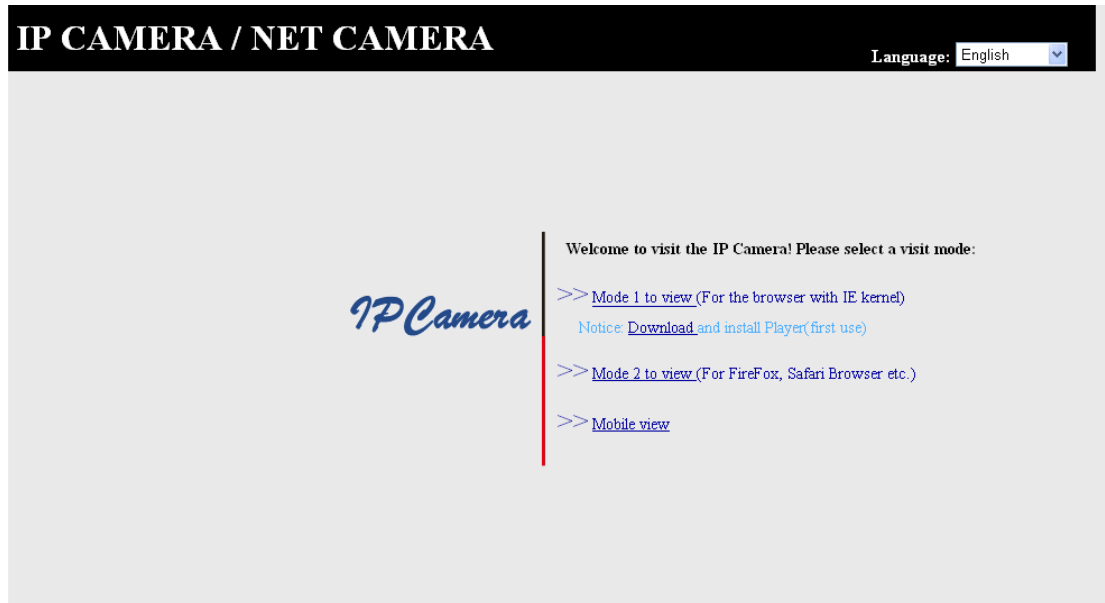 IP CAMERA / NET CAMERA
Language: English
Welcome to visit the IP Camera! Please select a visit mode:
IPCamera
>> Mode 1 to view (For the browser with IE kernel)
Notice: Download and install Player(first use)
>> Mode 2 to view (For FireFox, Safari Browser etc.)
>> Mobile view